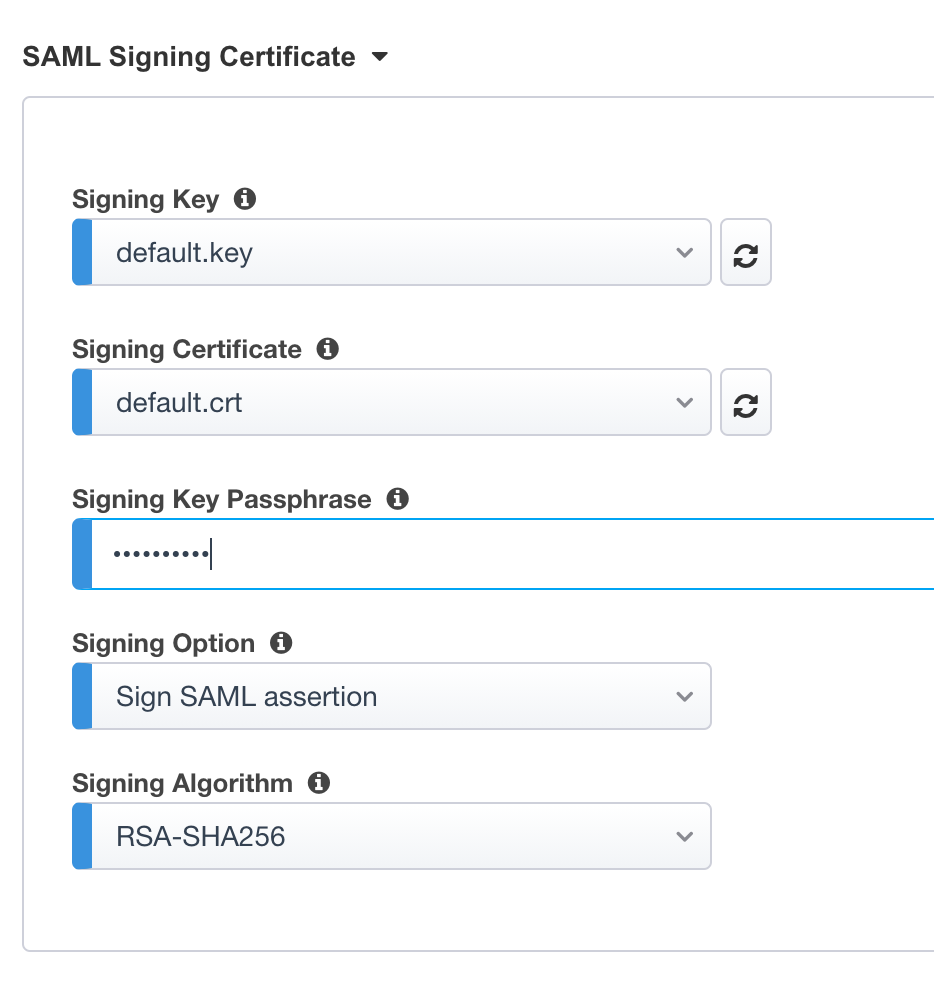 SAML Signing Certificate
Signing Key
default.key
Signing Certificate
default.crt
Signing Key Passphrase
••••••••••
Signing Option
Sign SAML assertion
Signing Algorithm
RSA-SHA256